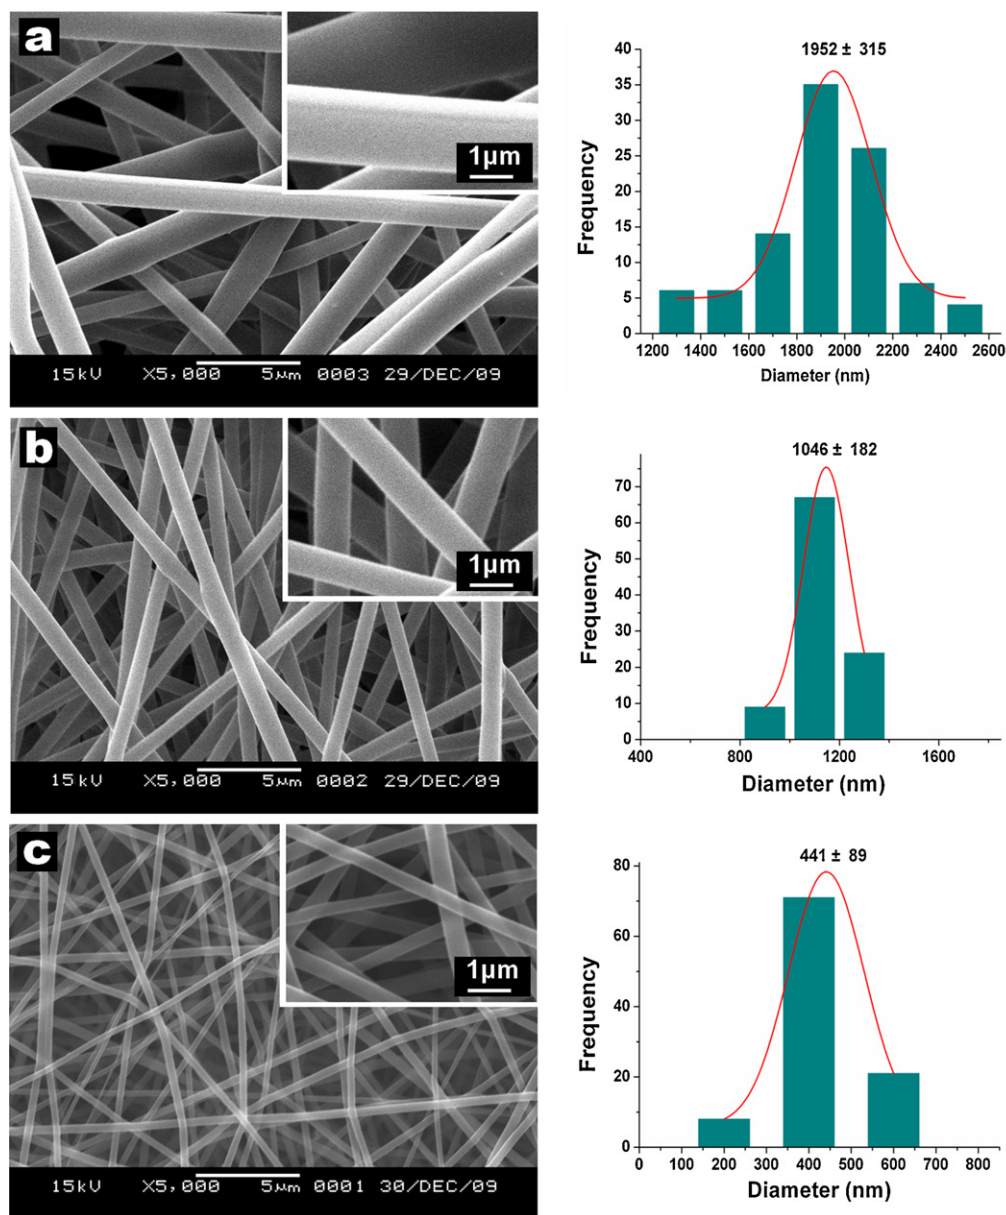 a
1µm
15kV X5,000 5µm 0003 29/DEC/09
1952 ± 315
Frequency
40
35
30
25
20
15
10
5
0
1200 1400 1600 1800 2000 2200 2400 2600
Diameter (nm)
b
1µm
15kV X5,000 5µm 0002 29/DEC/09
1046 ± 182
Frequency
70
60
50
40
30
20
10
0
400 800 1200 1600
Diameter (nm)
c
1µm
15kV X5,000 5µm 0001 30/DEC/09
441 ± 89
Frequency
80
60
40
20
0
0 100 200 300 400 500 600 700 800
Diameter (nm)